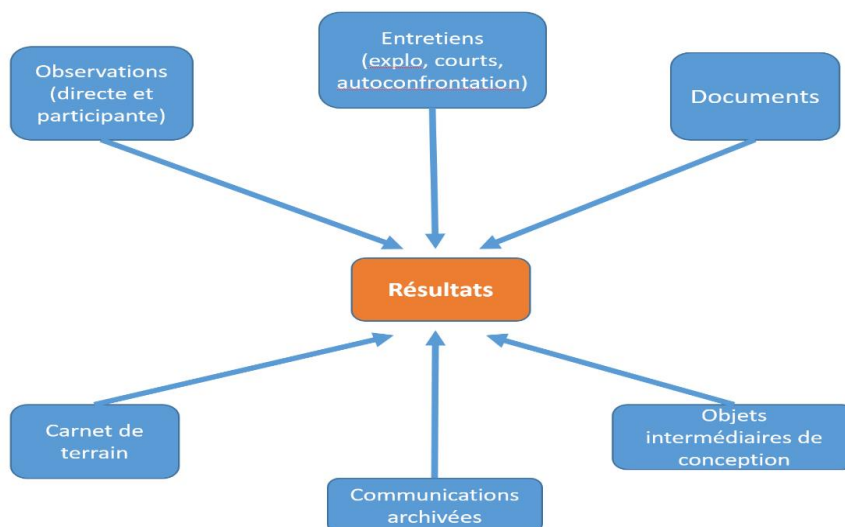 Observations
(directe et
participante)
Entretiens
(explo, courts,
autoconfrontation)
Documents
Résultats
Carnet de
terrain
Communications
archivées
Objets
intermédiaires de
conception